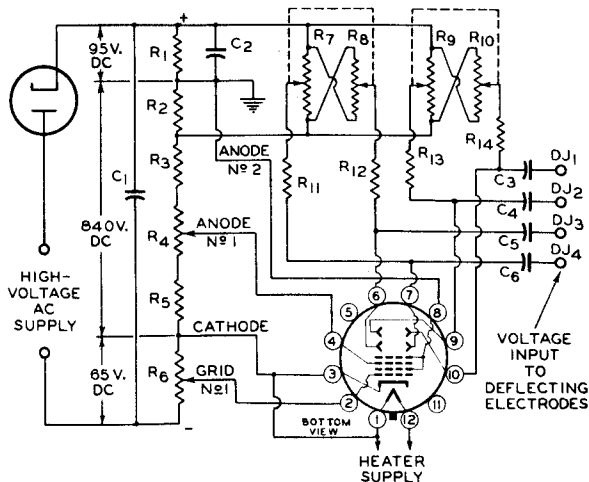 +
95V.
DC
R1
C2
R7
R8
R9
R10
R2
R3
ANODE
Nº 2
R11
R12
R13
R14
C3
DJ1
C4
DJ2
C5
DJ3
C6
DJ4
C1
840V.
DC
R4
ANODE
Nº 1
R5
HIGH-
VOLTAGE
AC
SUPPLY
CATHODE
65V.
DC
R6
GRID
Nº1
-
5
6
7
8
4
9
3
10
2
11
1
12
BOTTOM
VIEW
HEATER
SUPPLY
VOLTAGE
INPUT
TO
DEFLECTING
ELECTRODES